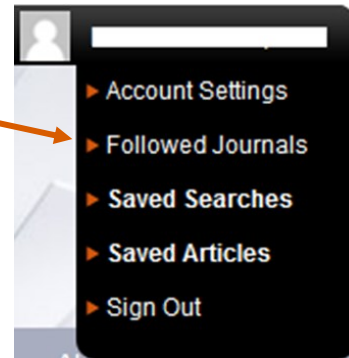 Account Settings
Followed Journals
Saved Searches
Saved Articles
Sign Out